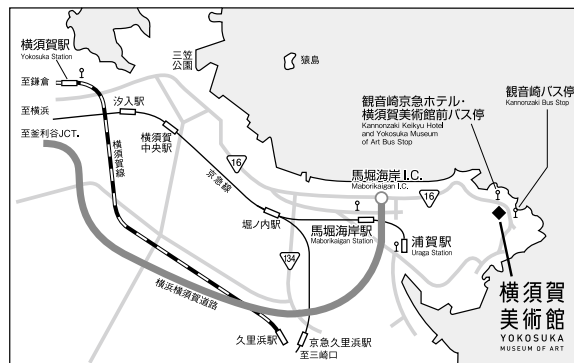 横須賀駅
Yokosuka Station
至鎌倉
至横浜
至釜利谷JCT.
汐入駅
横須賀
中央駅
三笠
公園
猿島
横須賀線
京急線
16
堀ノ内駅
134
横浜横須賀道路
久里浜駅
京急久里浜駅
至三崎口
馬堀海岸I.C.
Maborikaigan I.C.
16
馬堀海岸駅
Maborikaigan Station
浦賀駅
Uraga Station
観音崎京急ホテル・
横須賀美術館前バス停
Kannonzaki Keikyu Hotel
and Yokosuka Museum
of Art Bus Stop
観音崎バス停
Kannonzaki Bus Stop
横須賀
美術館
YOKOSUKA
MUSEUM OF ART